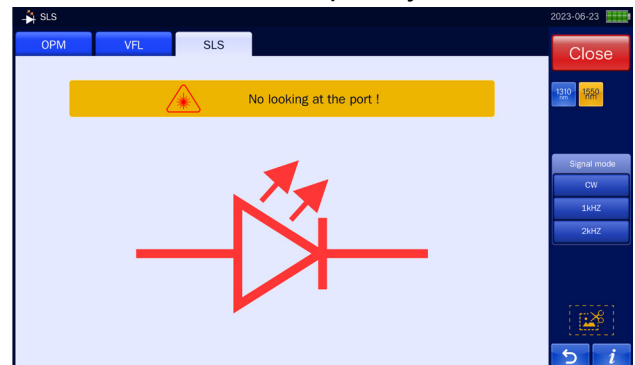 SLS
2023-06-23
OPM
VFL
SLS
Close
No looking at the port !
1310
nm
1550
nm
Signal mode
CW
1kHZ
2kHZ
i